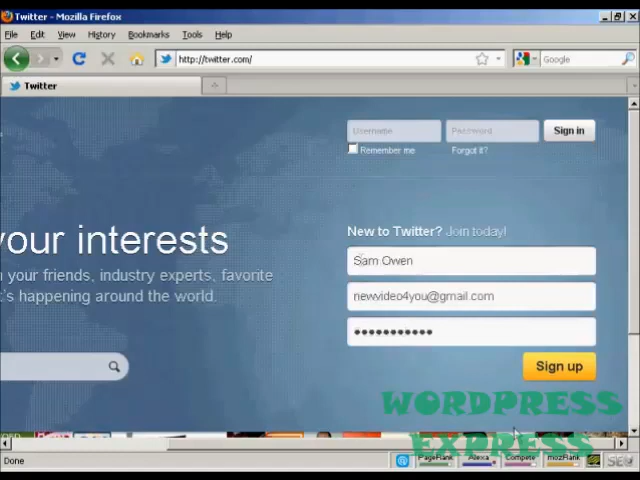 Twitter - Mozilla Firefox
File Edit View History Bookmarks Tools Help
http://twitter.com/
Google
Twitter
Username Password Sign in
Remember me Forgot it?
New to Twitter? Join today!
your interests
Sam Owen
n your friends, industry experts, favorite
t's happening around the world.
newvideo4you@gmail.com
Sign up
WORDPRESS
EXPRESS
Done
PageRank Alexa Compete mozRank